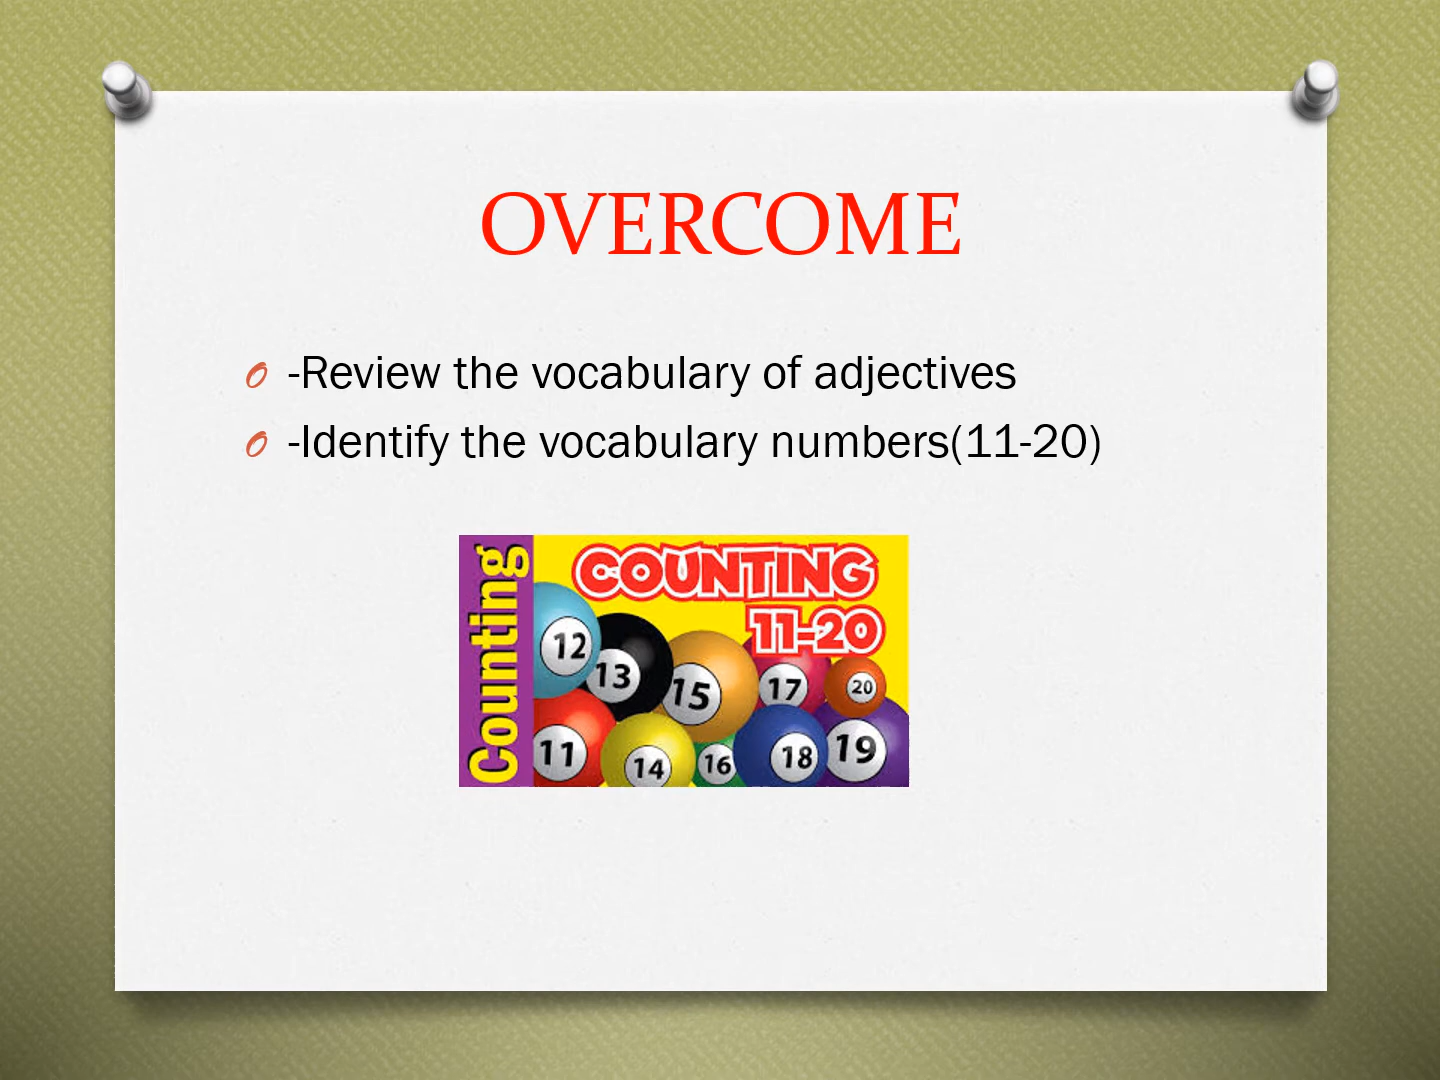 OVERCOME
-Review the vocabulary of adjectives
-Identify the vocabulary numbers(11-20)
Counting
COUNTING
11-20
12
13
15
17
20
11
14
16
18
19